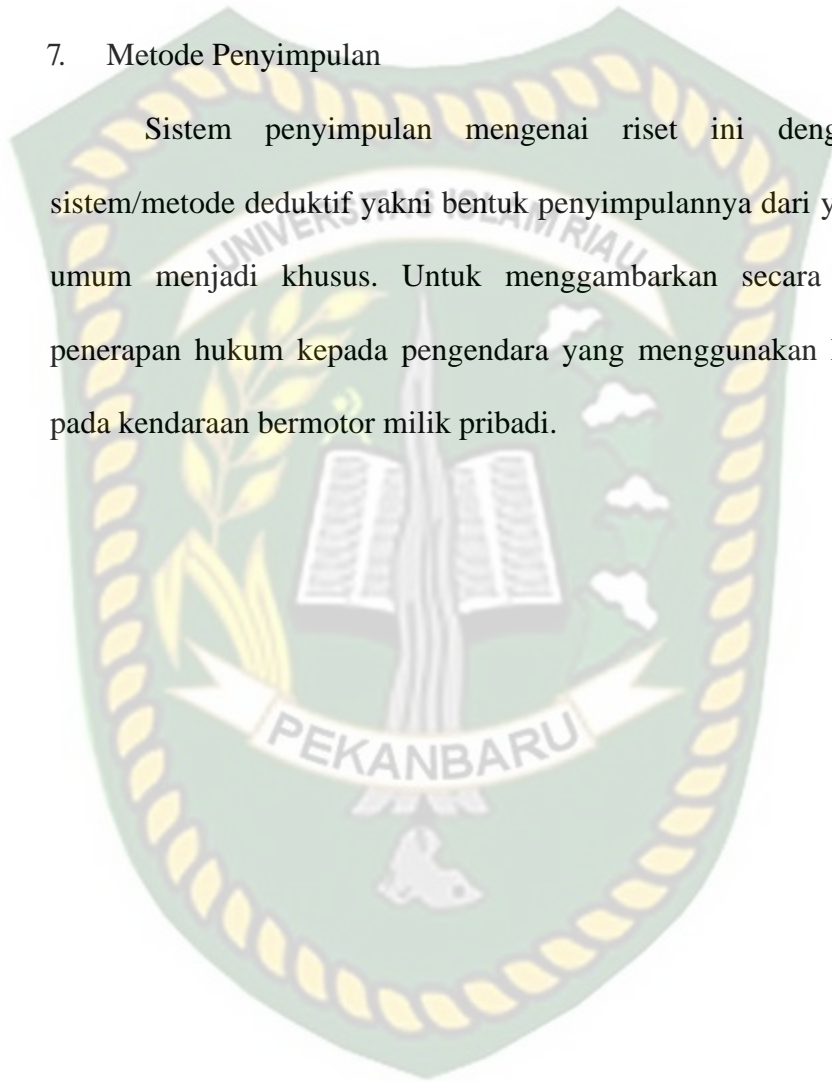 7. Metode Penyimpulan
Sistem penyimpulan mengenai riset ini
sistem/metode deduktif yakni bentuk penyimpulannya dari
umum menjadi khusus. Untuk menggambarkan secara
penerapan hukum kepada pengendara yang menggunakan
pada kendaraan bermotor milik pribadi.
UNIVERSITAS ISLAM RIAU
PEKANBARU